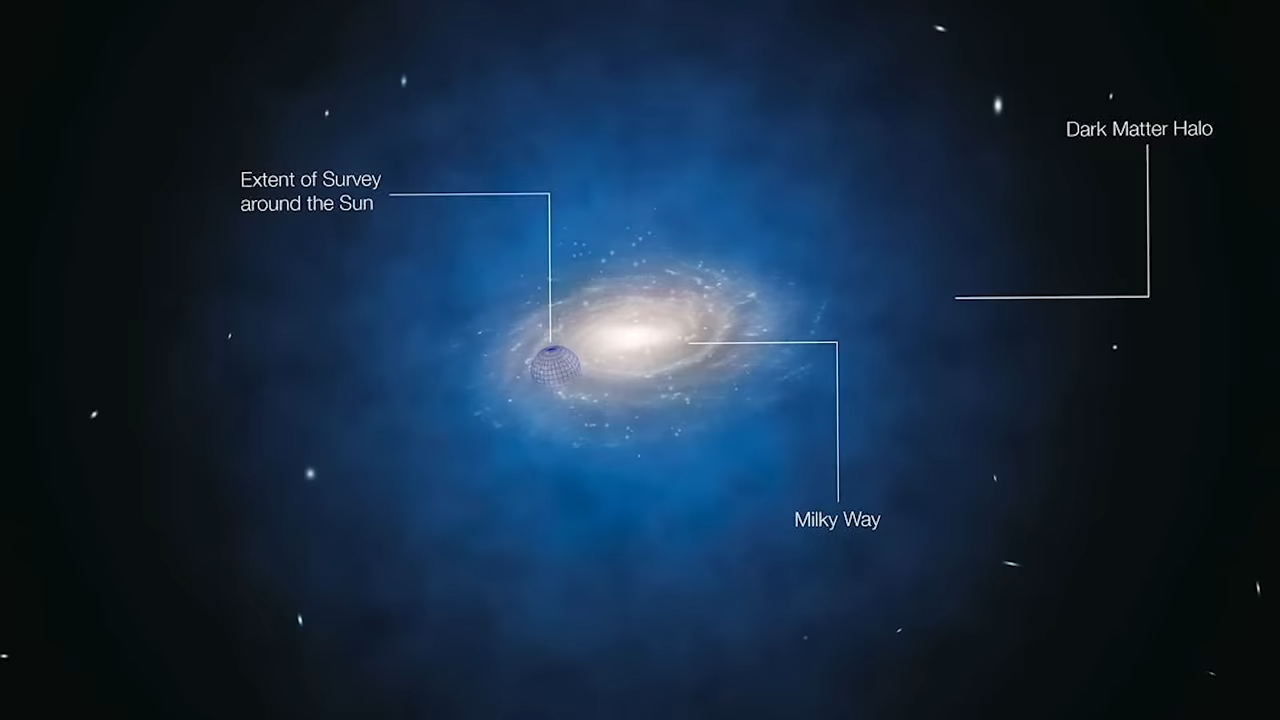 Dark Matter Halo
Extent of Survey
around the Sun
Milky Way